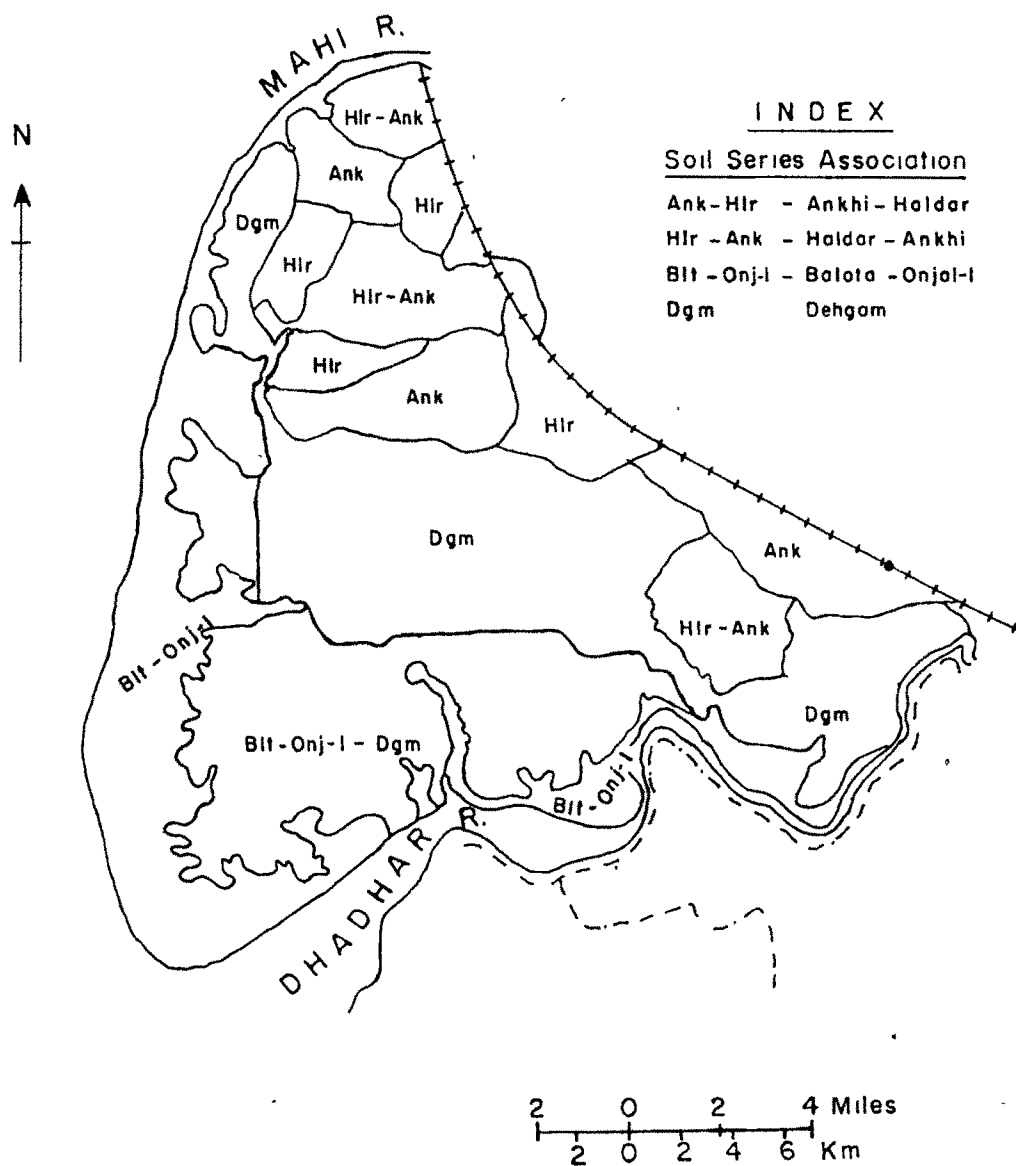 MAHI R.
N
INDEX
Soil Series Association
Ank-Hlr - Ankhi-Haldar
Hlr-Ank - Haldar-Ankhi
Blt-Onj-I - Balota-Onjal-I
Dgm Dehgam
Hlr-Ank
Ank
Hlr
Dgm
Hlr
Hlr-Ank
Hlr
Ank
Hlr
Dgm
Ank
Hlr-Ank
Blt-Onj-I
Dgm
Blt-Onj-I-Dgm
Blt-Onj-I
DHADHAR R.
2 0 2 4 Miles
2 0 2 4 6 Km